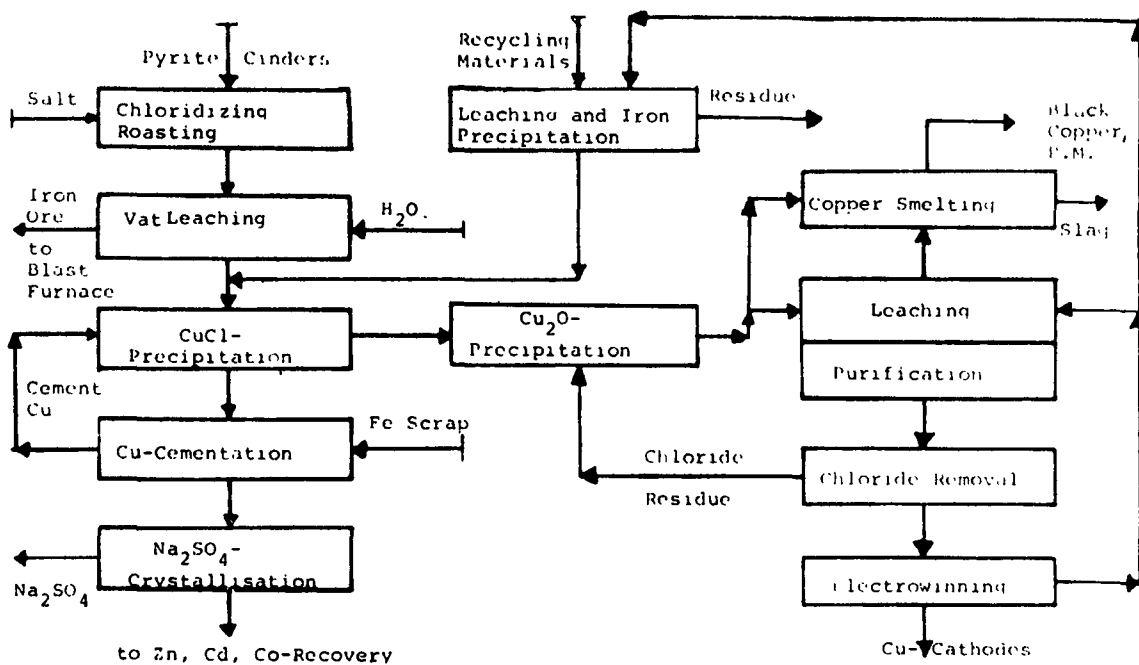 Pyrite Cinders
Salt
Chloridizing
Roasting
Recycling
Materials
Leaching and Iron
Precipitation
Residue
Black
Copper,
P.M.
Copper Smelting
Slag
Iron
Ore
to
Blast
Furnace
Vat Leaching
H2O.
CuCl-
Precipitation
Cu2O-
Precipitation
Leaching
Purification
Cement
Cu
Cu-Cementation
Fe Scrap
Chloride
Residue
Chloride Removal
Na2SO4-
Crystallisation
Na2SO4
Electrowinning
to Zn, Cd, Co-Recovery
Cu-Cathodes